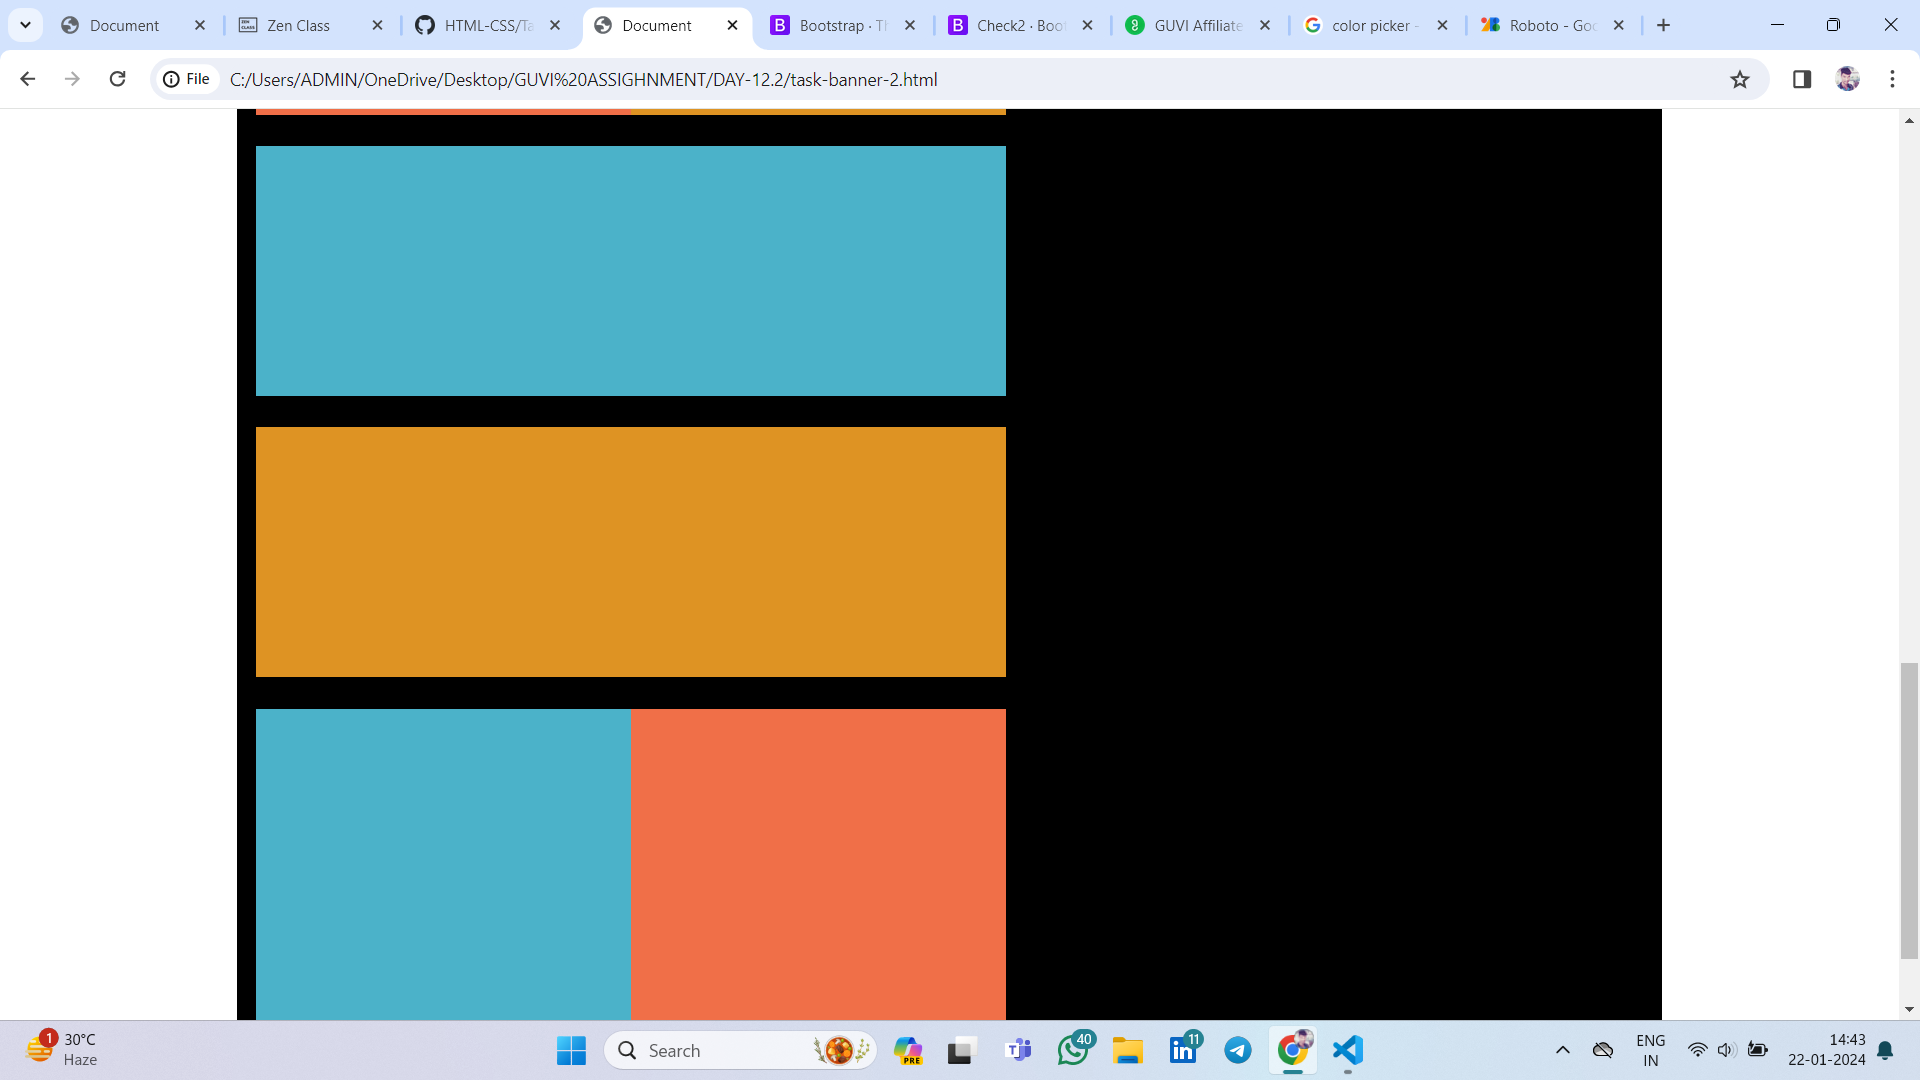 Document
Zen Class
HTML-CSS/Ta
Document
Bootstrap · Th
Check2 · Boot
GUVI Affiliate
color picker -
Roboto - Goo
File
C:/Users/ADMIN/OneDrive/Desktop/GUVI%20ASSIGHNMENT/DAY-12.2/task-banner-2.html
1
30°C
Haze
Search
PRE
40
11
ENG
IN
14:43
22-01-2024